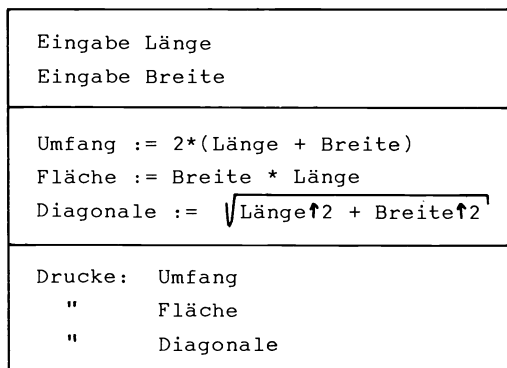 Eingabe Länge
Eingabe Breite
Umfang := 2*(Länge + Breite)
Fläche := Breite * Länge
Diagonale := √Länge↑2 + Breite↑2
Drucke: Umfang
" Fläche
" Diagonale